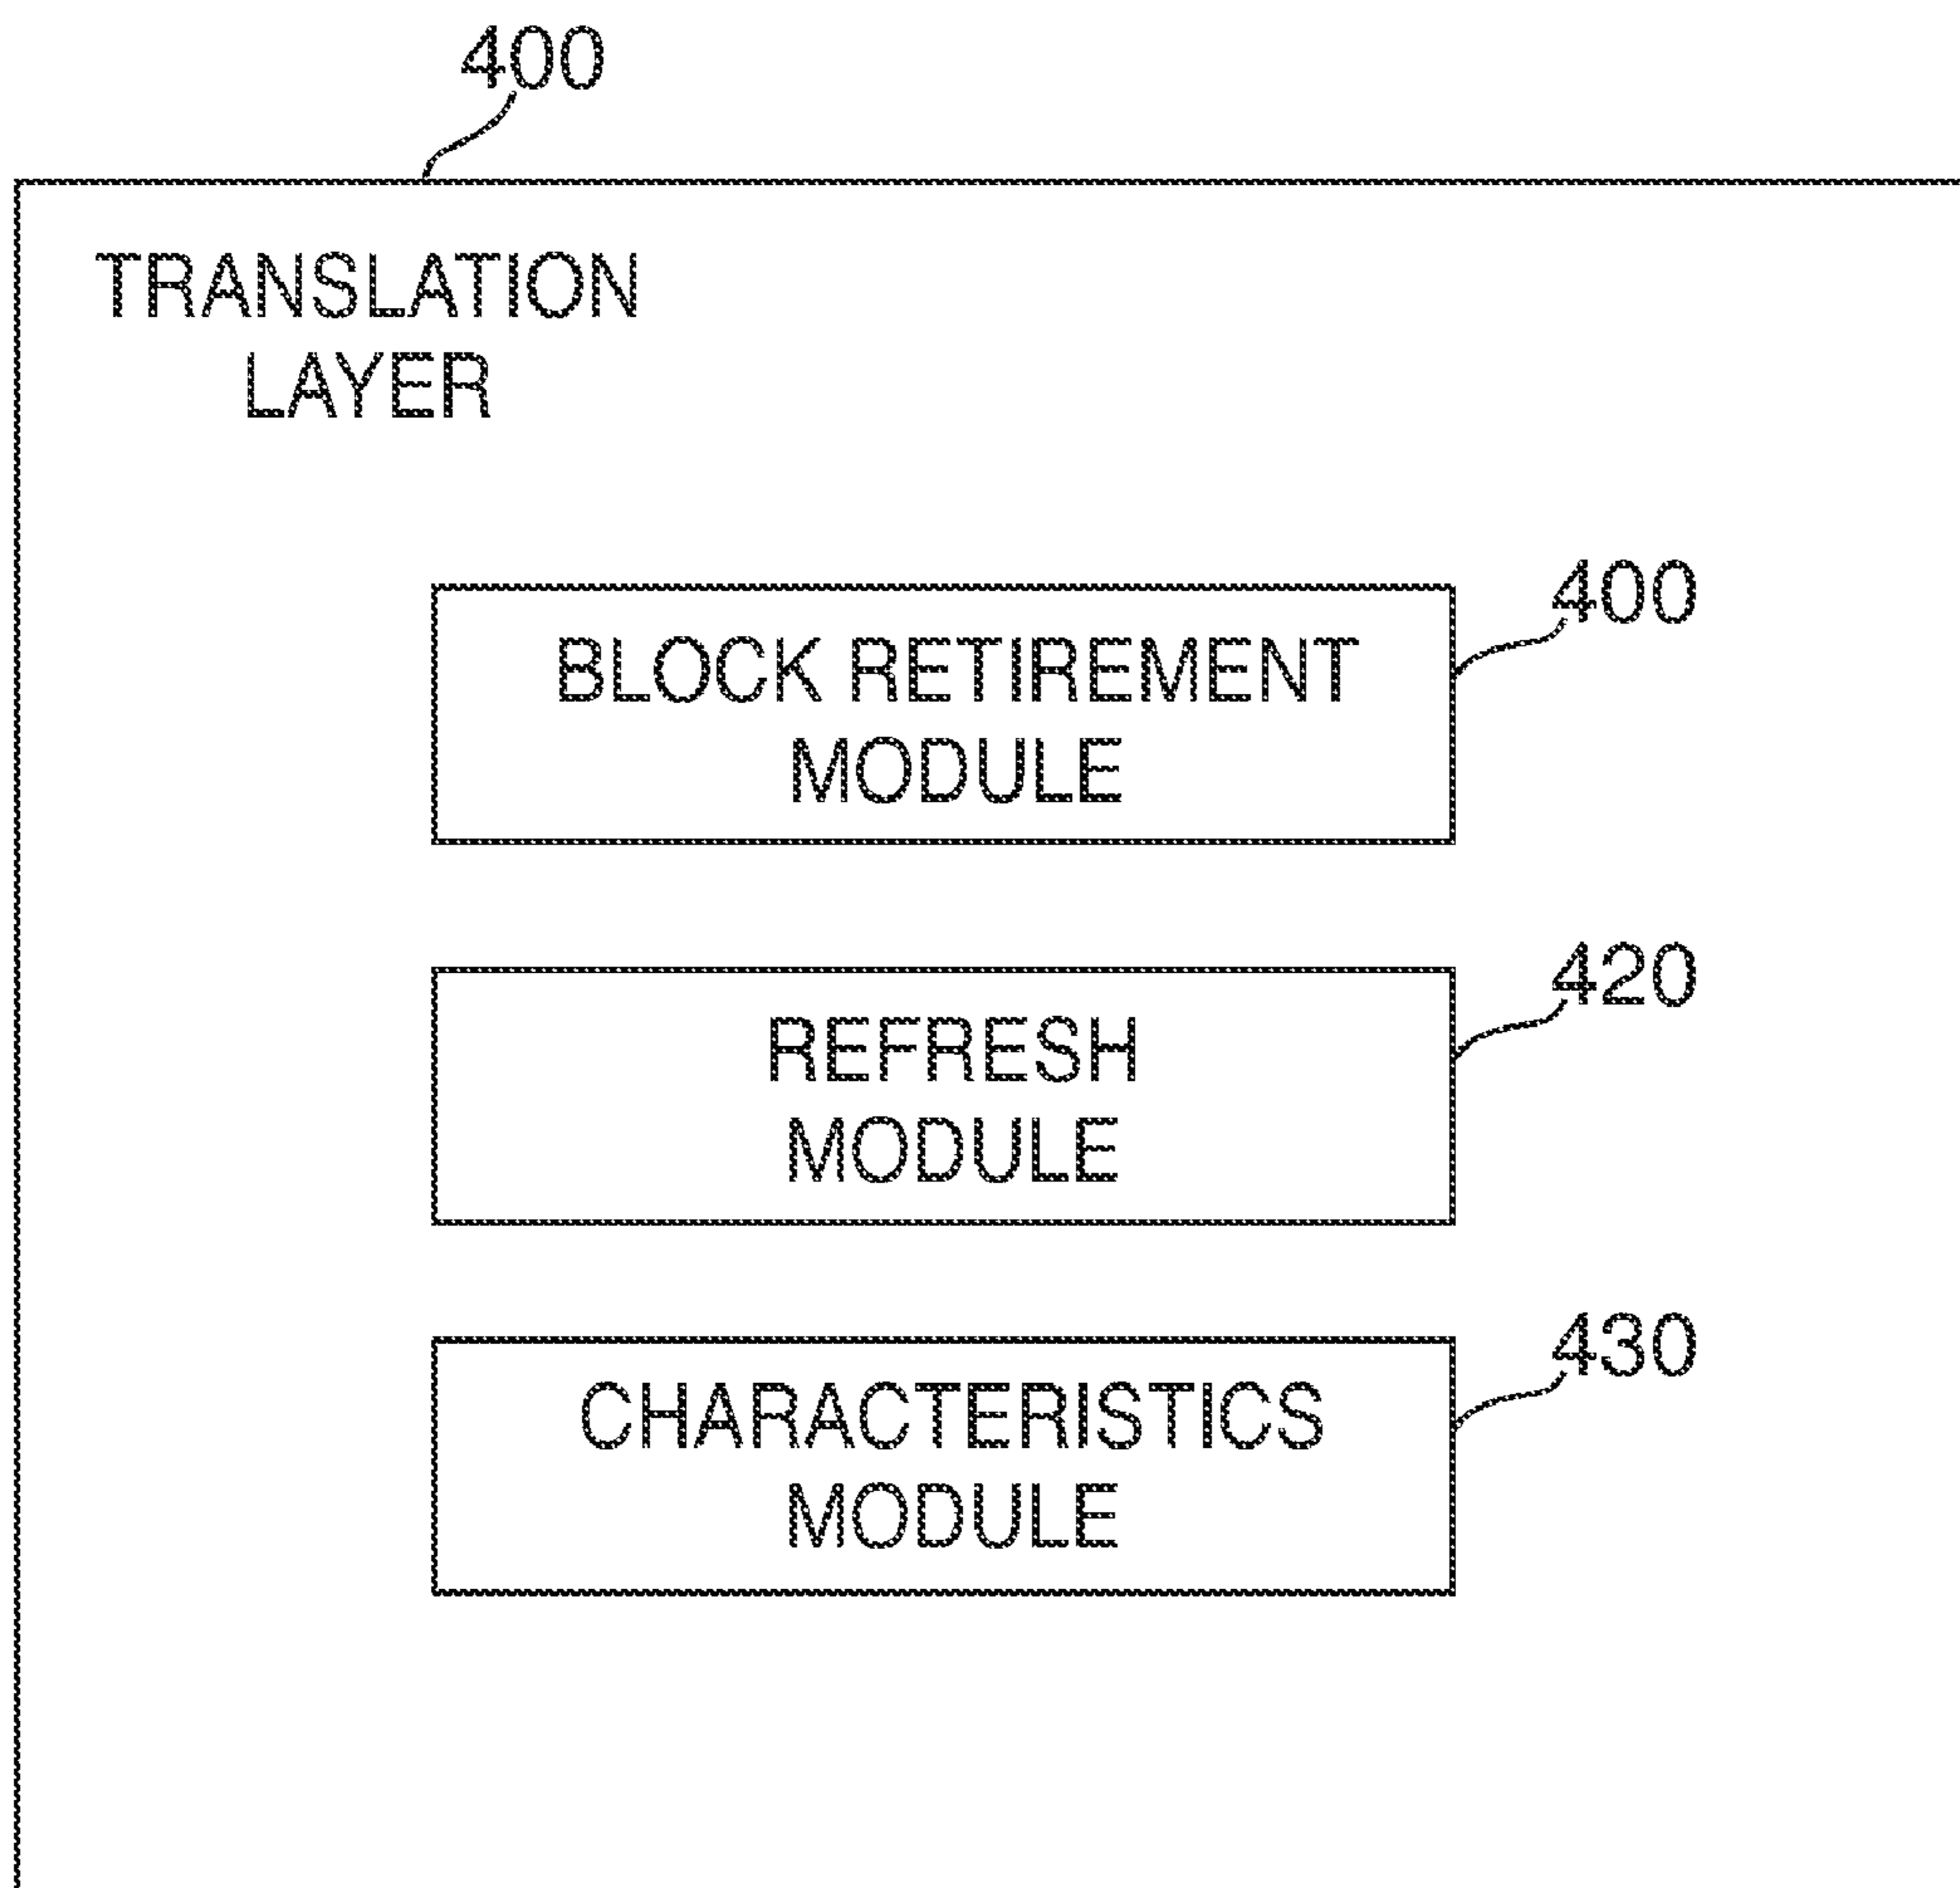 400
TRANSLATION
LAYER
400
BLOCK RETIREMENT
MODULE
420
REFRESH
MODULE
430
CHARACTERISTICS
MODULE